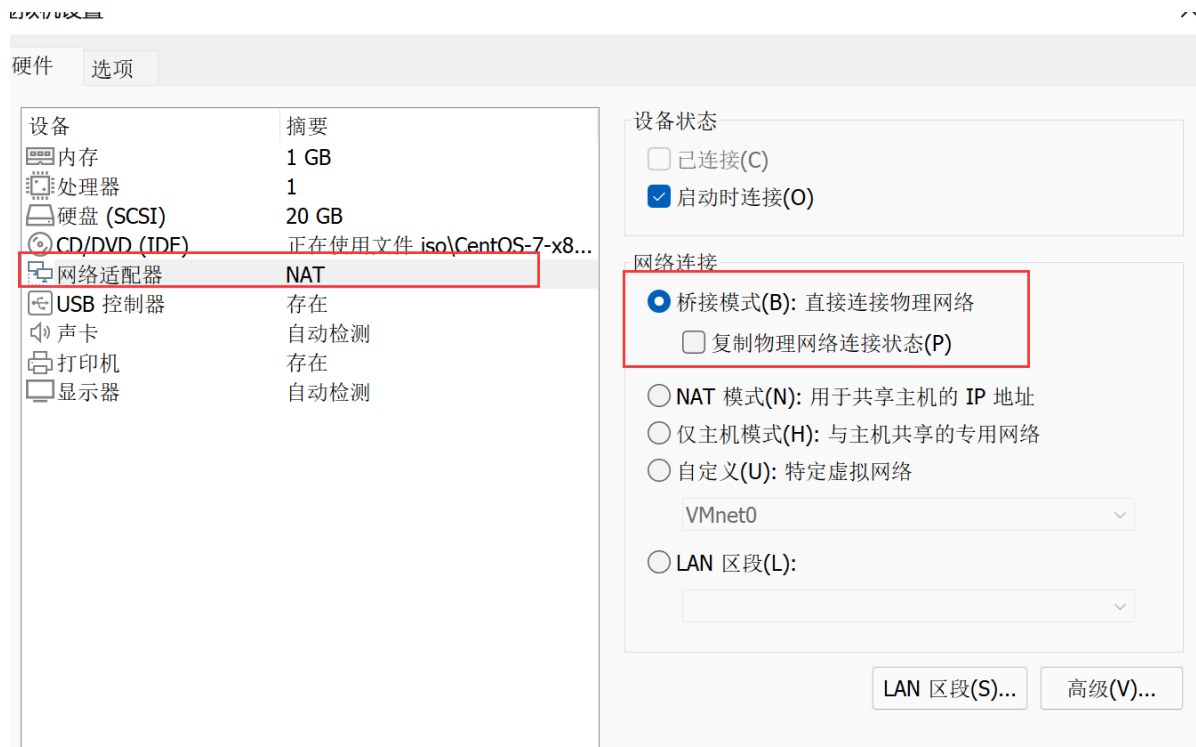 硬件
选项
设备 摘要
内存 1 GB
处理器 1
硬盘 (SCSI) 20 GB
CD/DVD (IDE) 正在使用文件 iso\CentOS-7-x8...
网络适配器 NAT
USB 控制器 存在
声卡 自动检测
打印机 存在
显示器 自动检测
设备状态
已连接(C)
启动时连接(O)
网络连接
桥接模式(B): 直接连接物理网络
复制物理网络连接状态(P)
NAT 模式(N): 用于共享主机的 IP 地址
仅主机模式(H): 与主机共享的专用网络
自定义(U): 特定虚拟网络
VMnet0
LAN 区段(L):
LAN 区段(S)... 高级(V)...